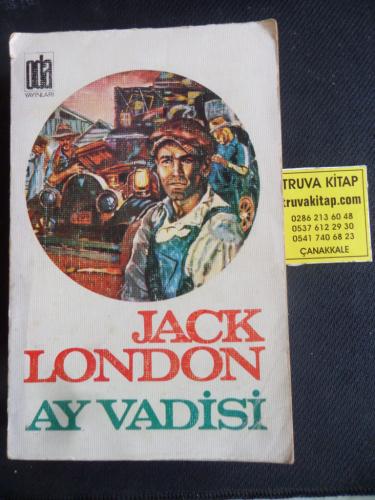 oda
YAYINLARI
JACK
LONDON
AY VADİSİ
TRUVA KİTAP
truvakitap.com
0286 213 60 48
0537 612 29 30
0541 740 68 23
ÇANAKKALE